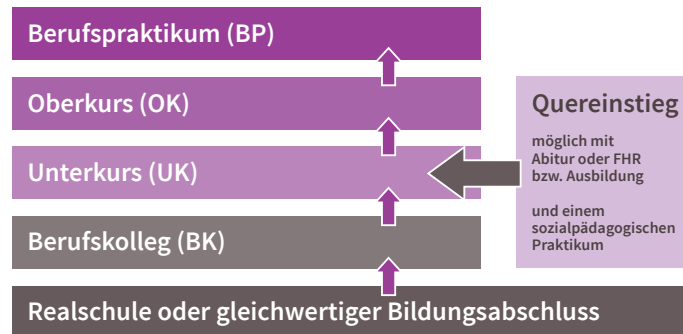 Berufspraktikum (BP)
Oberkurs (OK)
Unterkurs (UK)
Berufskolleg (BK)
Realschule oder gleichwertiger Bildungsabschluss
Quereinstieg
möglich mit
Abitur oder FHR
bzw. Ausbildung
und einem
sozialpädagogischen
Praktikum